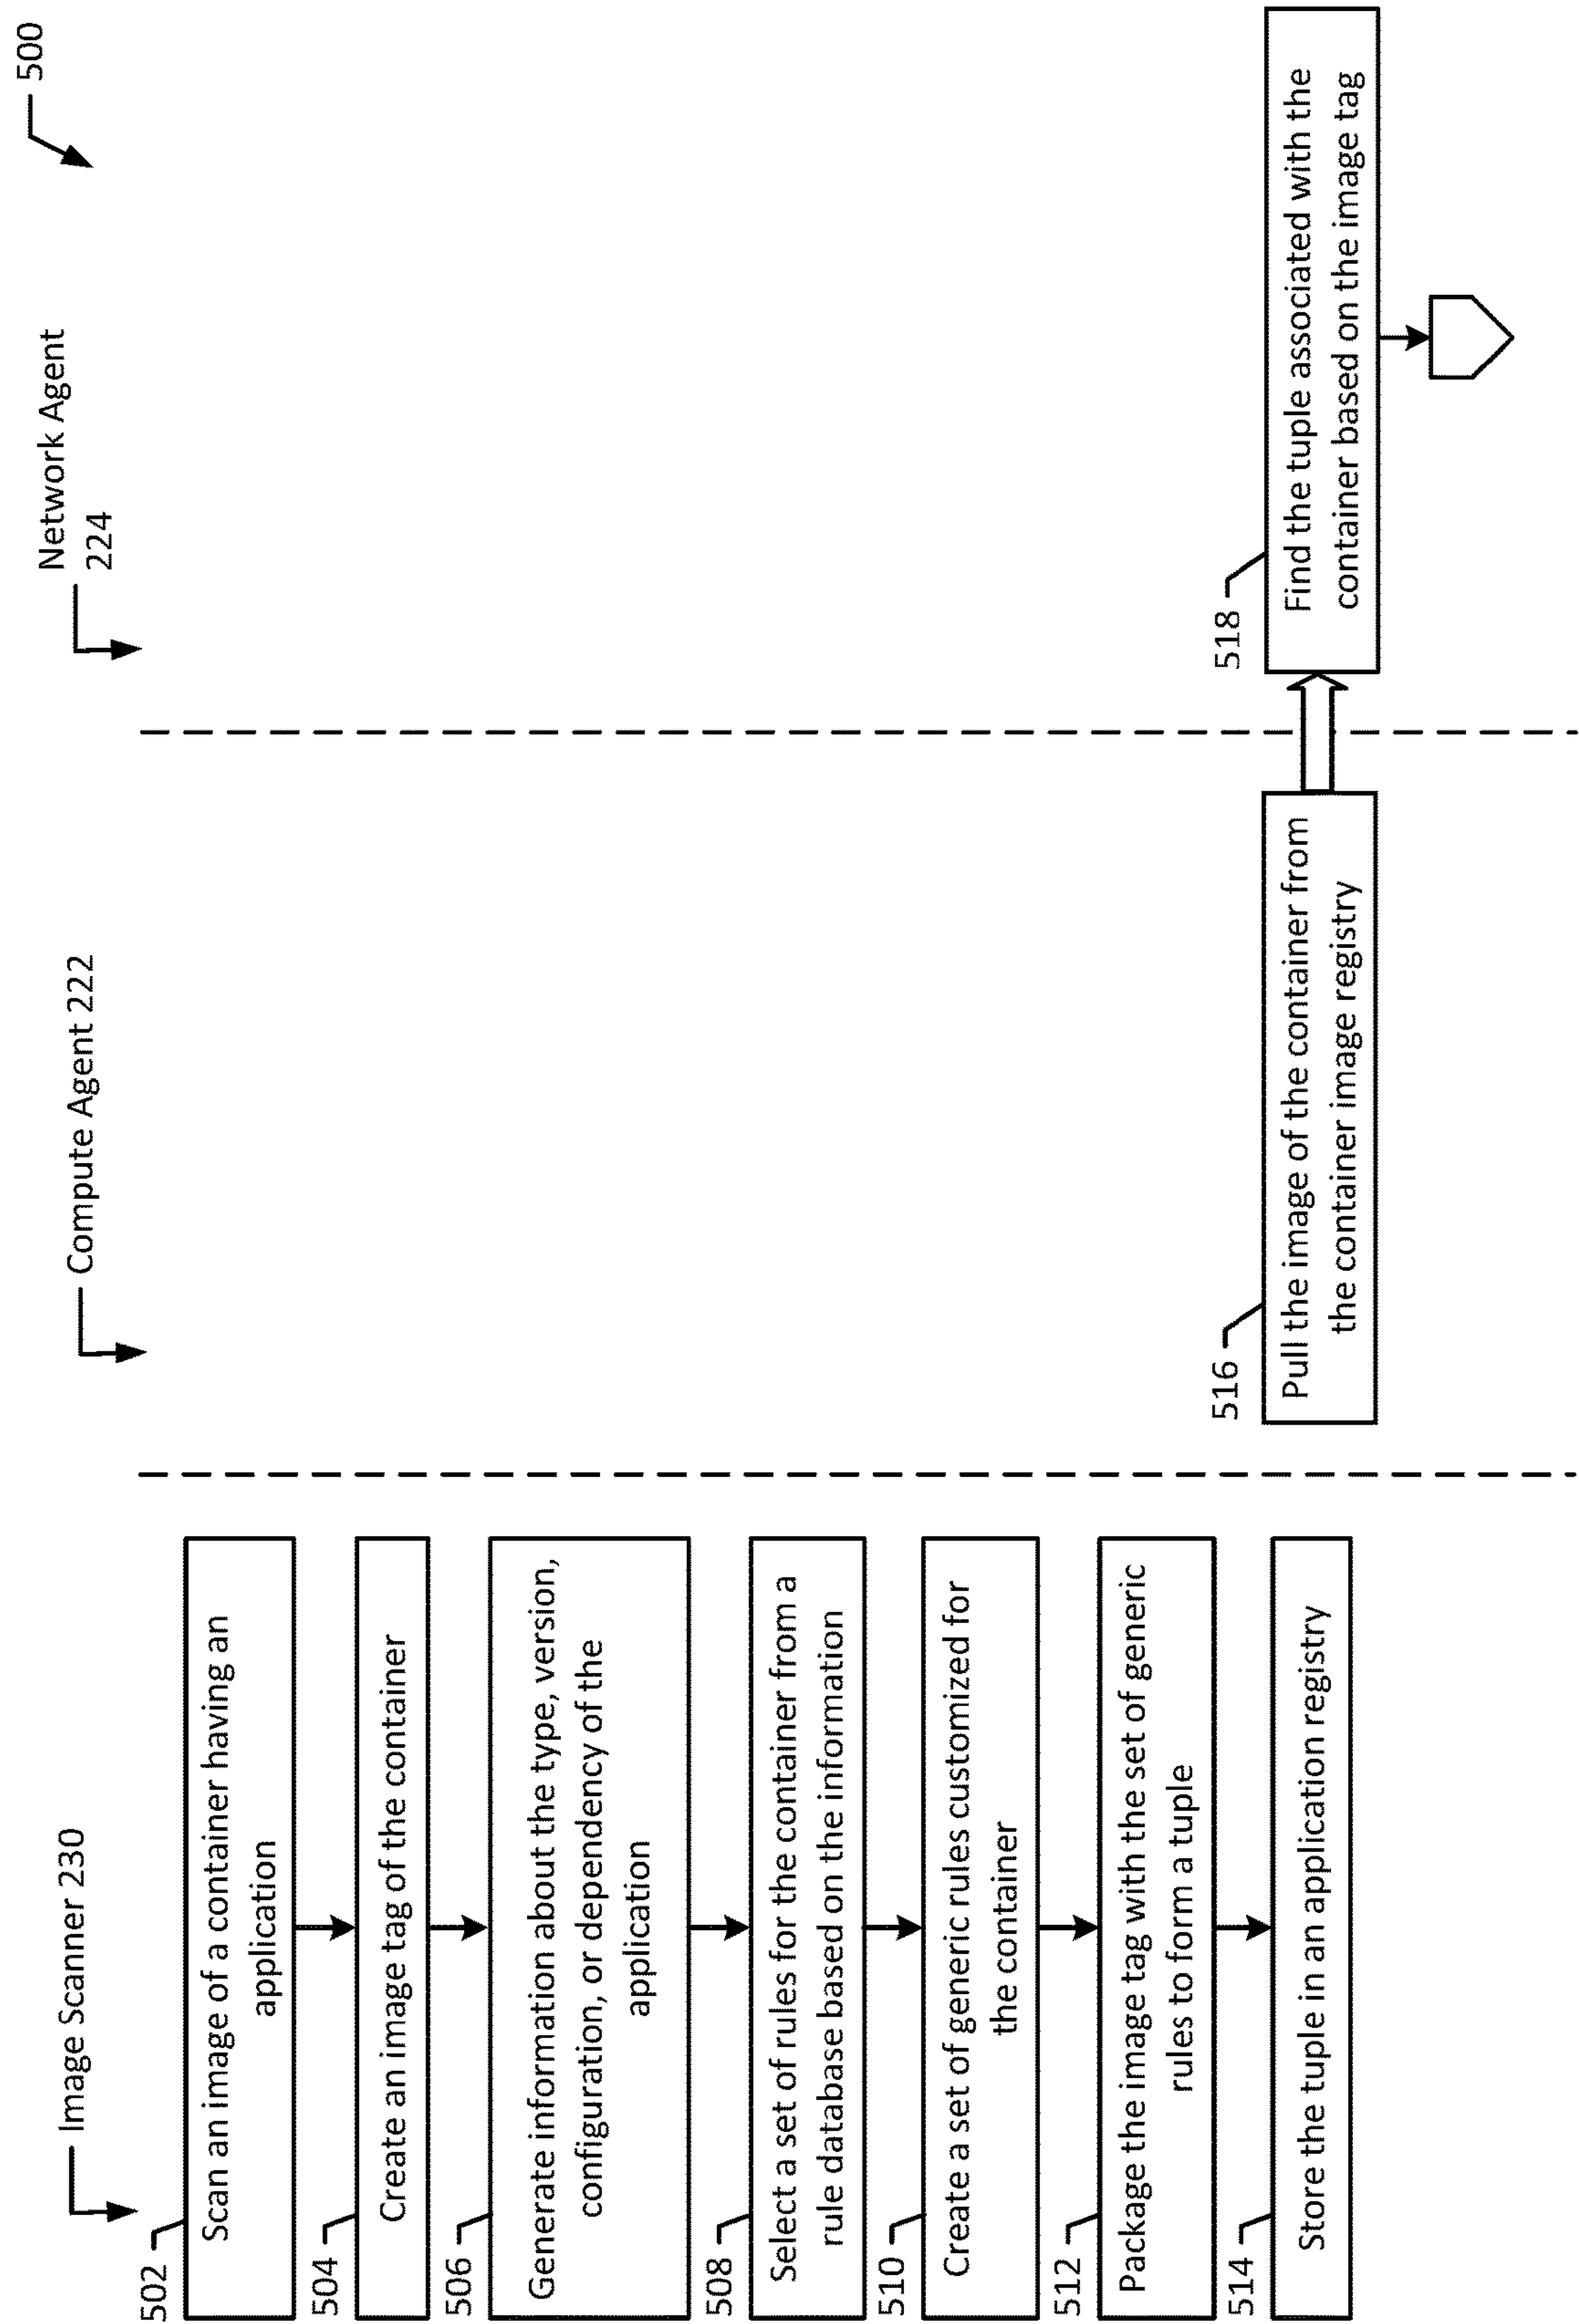 500
Image Scanner 230
Compute Agent 222
Network Agent
224
502
Scan an image of a container having an
application
504
Create an image tag of the container
506
Generate information about the type, version,
configuration, or dependency of the
application
508
Select a set of rules for the container from a
rule database based on the information
510
Create a set of generic rules customized for
the container
512
Package the image tag with the set of generic
rules to form a tuple
514
Store the tuple in an application registry
516
Pull the image of the container from
the container image registry
518
Find the tuple associated with the
container based on the image tag